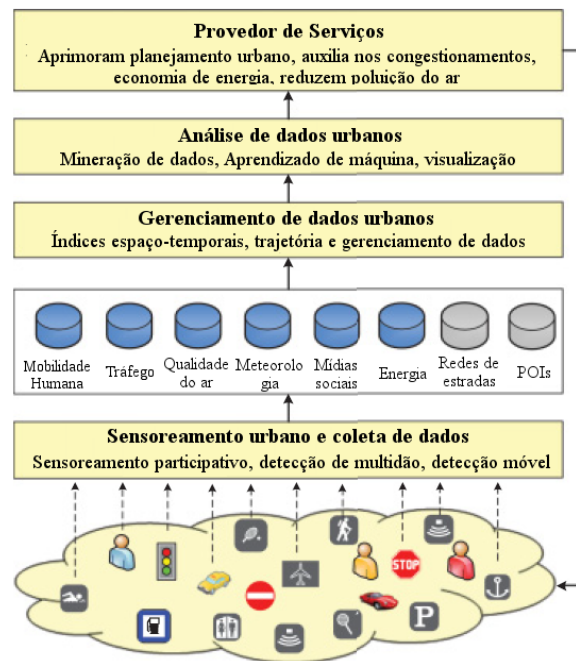 Provedor de Serviços
Aprimoram planejamento urbano, auxilia nos congestionamentos,
economia de energia, reduzem poluição do ar
Análise de dados urbanos
Mineração de dados, Aprendizado de máquina, visualização
Gerenciamento de dados urbanos
Índices espaço-temporais, trajetória e gerenciamento de dados
Mobilidade
Humana
Tráfego
Qualidade
do ar
Meteorolo
gia
Mídias
sociais
Energia
Redes de
estradas
POIs
Sensoreamento urbano e coleta de dados
Sensoreamento participativo, detecção de multidão, detecção móvel
STOP
P